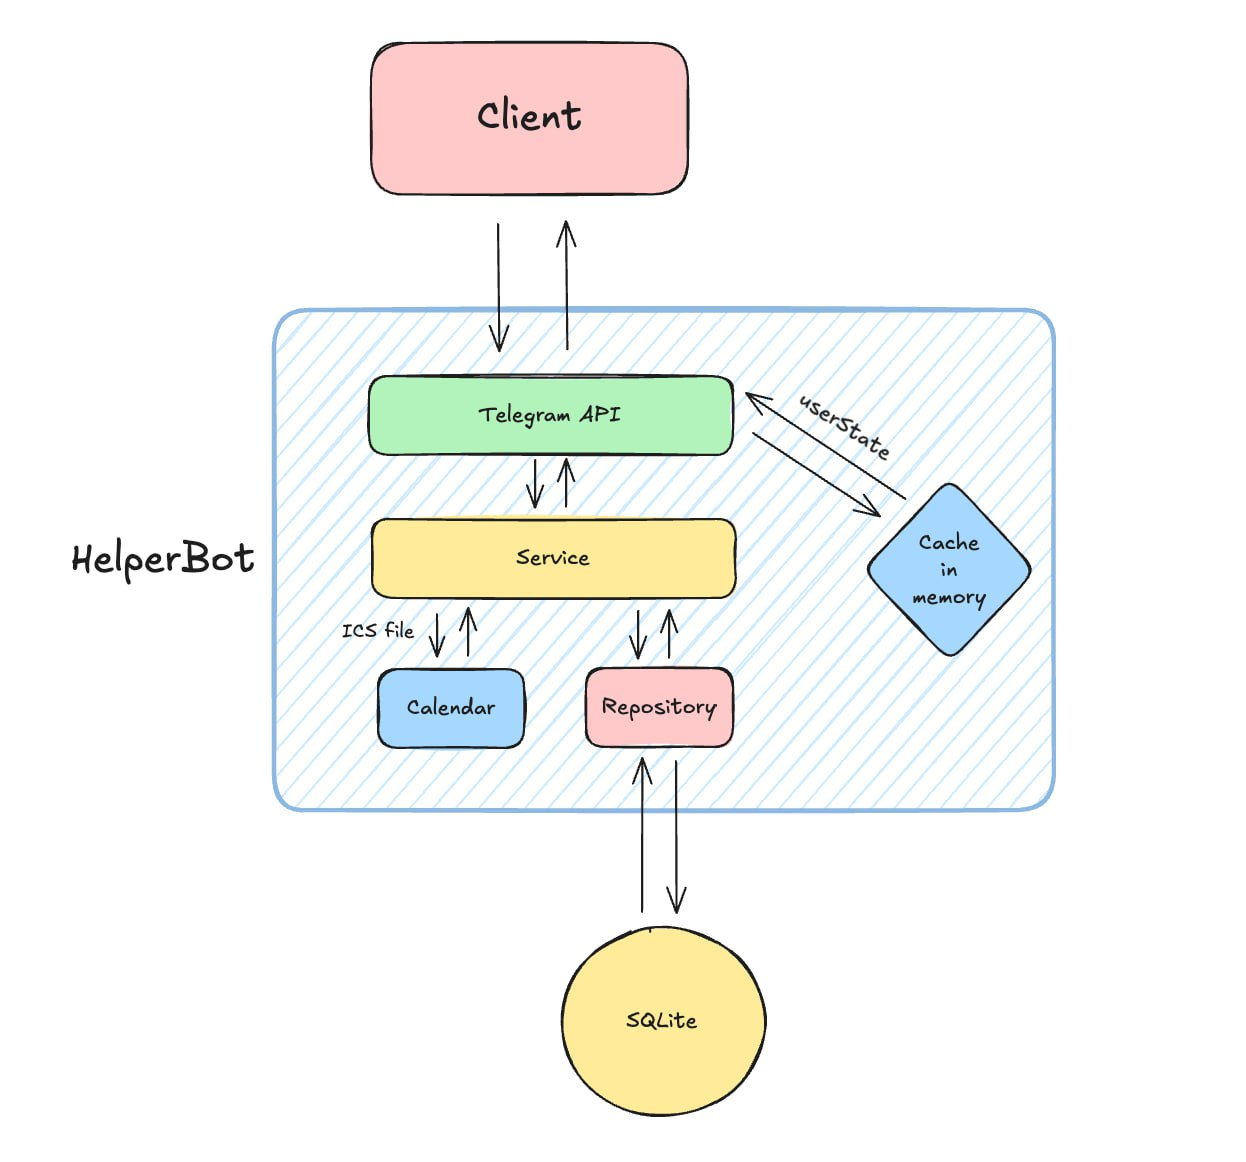 Client
Telegram API
userState
HelperBot
Service
Cache
in
memory
ICS file
Calendar
Repository
SQLite